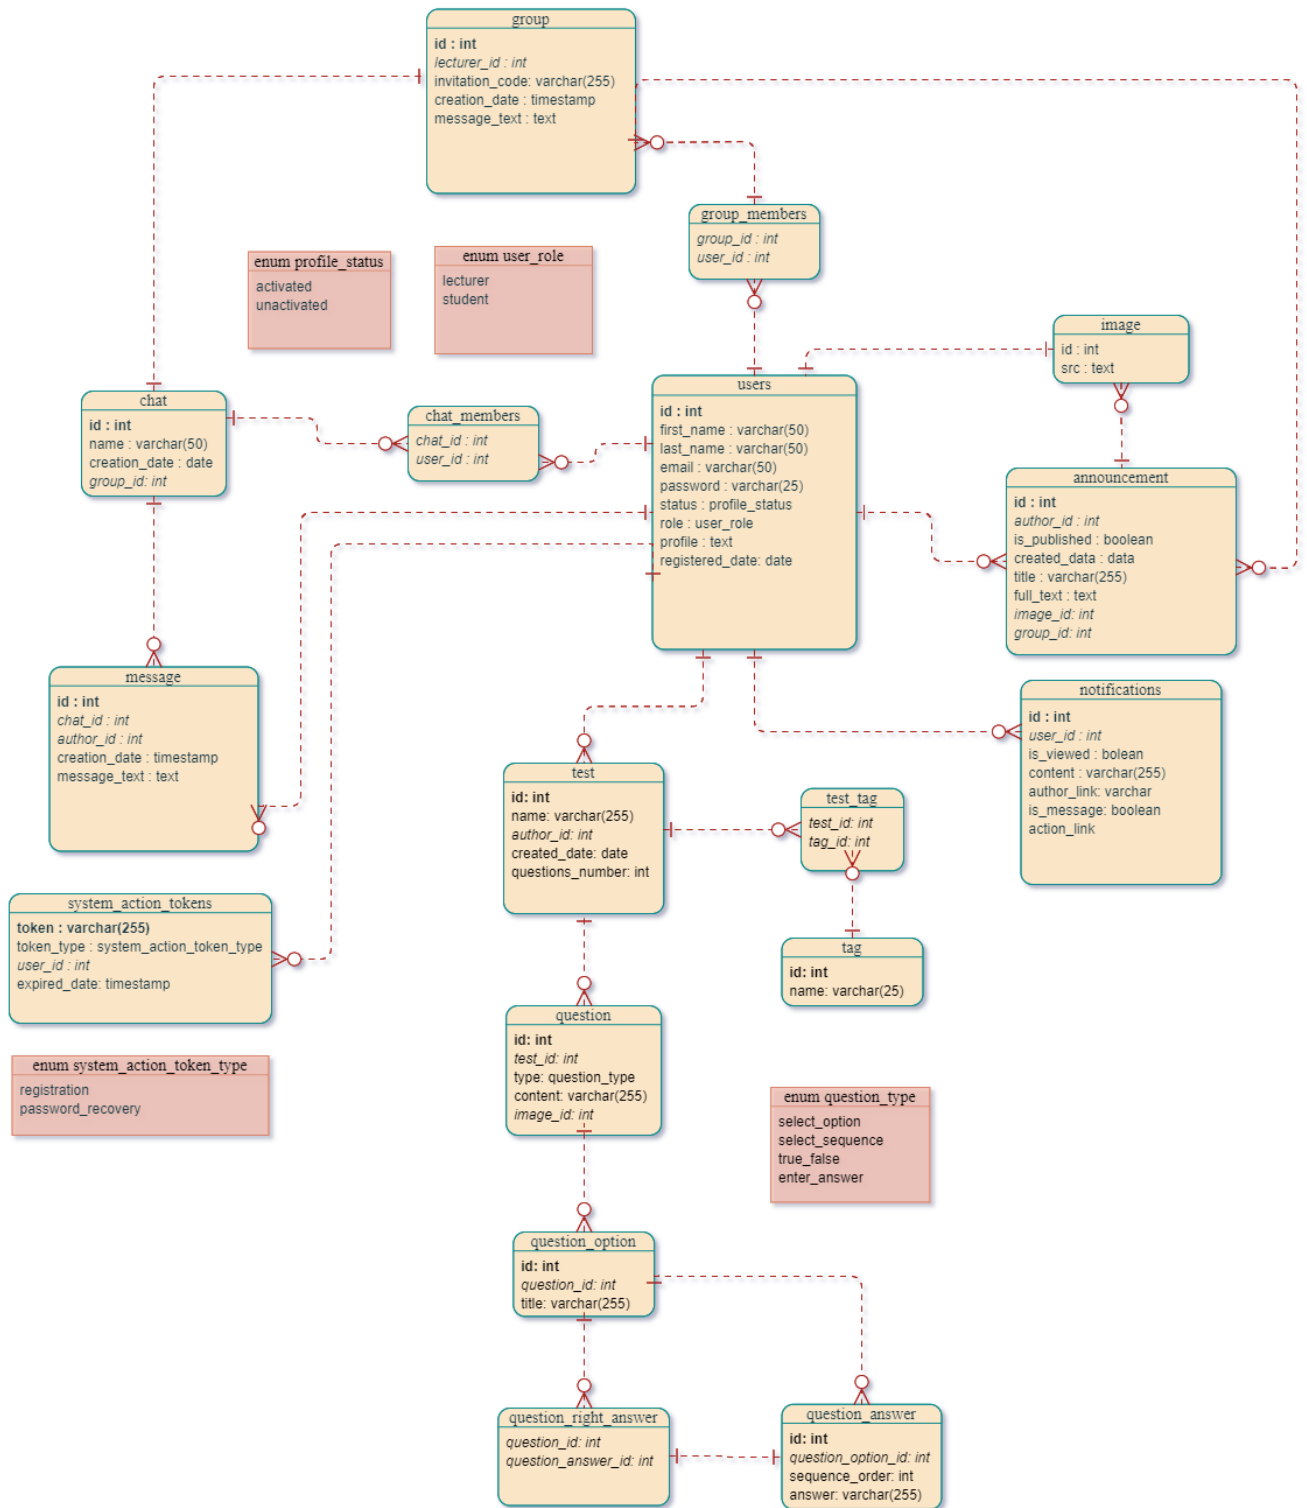 group
id : int
lecturer_id : int
invitation_code: varchar(255)
creation_date : timestamp
message_text : text
group_members
group_id : int
user_id : int
enum profile_status
activated
unactivated
enum user_role
lecturer
student
image
id : int
src : text
chat
id : int
name : varchar(50)
creation_date : date
group_id: int
chat_members
chat_id : int
user_id : int
users
id : int
first_name : varchar(50)
last_name : varchar(50)
email : varchar(50)
password : varchar(25)
status : profile_status
role : user_role
profile : text
registered_date: date
announcement
id : int
author_id : int
is_published : boolean
created_data : data
title : varchar(255)
full_text : text
image_id: int
group_id: int
message
id : int
chat_id : int
author_id : int
creation_date : timestamp
message_text : text
notifications
id : int
user_id : int
is_viewed : bolean
content : varchar(255)
author_link: varchar
is_message: boolean
action_link
test
id: int
name: varchar(255)
author_id: int
created_date: date
questions_number: int
test_tag
test_id: int
tag_id: int
system_action_tokens
token : varchar(255)
token_type : system_action_token_type
user_id : int
expired_date: timestamp
tag
id: int
name: varchar(25)
question
id: int
test_id: int
type: question_type
content: varchar(255)
image_id: int
enum system_action_token_type
registration
password_recovery
enum question_type
select_option
select_sequence
true_false
enter_answer
question_option
id: int
question_id: int
title: varchar(255)
question_right_answer
question_id: int
question_answer_id: int
question_answer
id: int
question_option_id: int
sequence_order: int
answer: varchar(255)